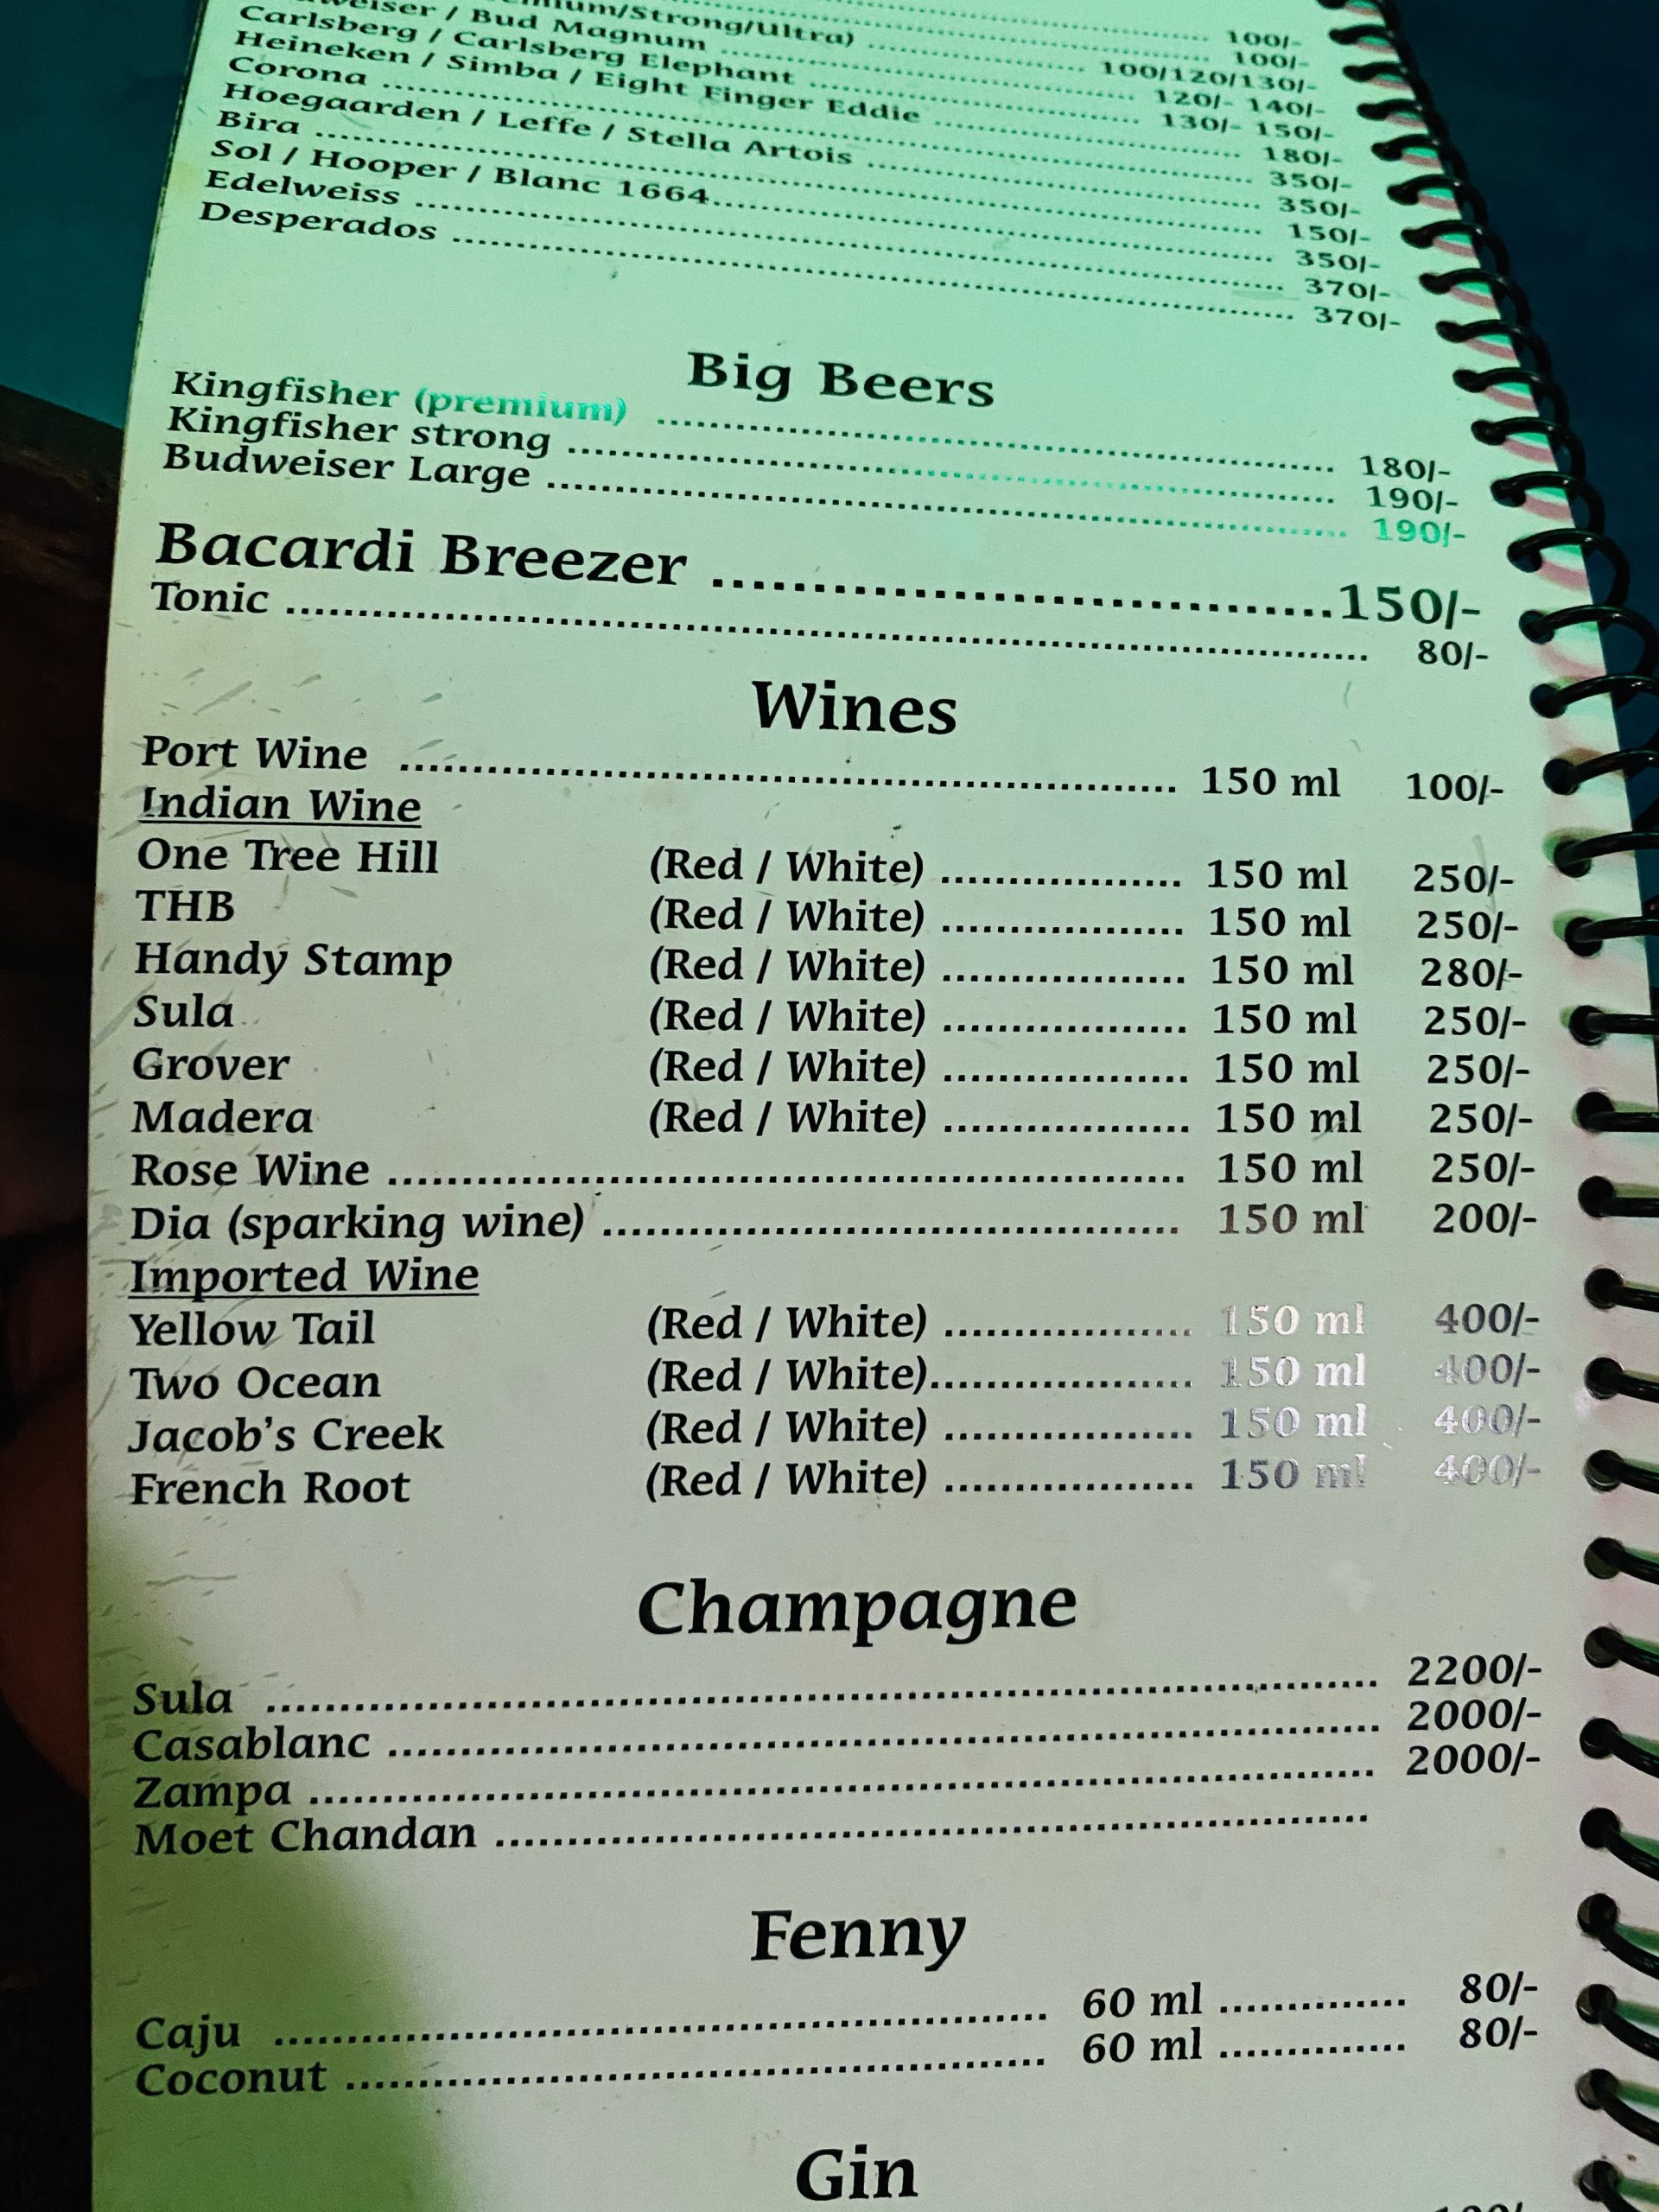 100/-
100/-
/Strong/Ultra) ........ 100/120/130/-
/ Bud Magnum ........ 120/- 140/-
Carlsberg / Carlsberg Elephant ........ 130/- 150/-
Heineken / Simba / Eight Finger Eddie ........ 180/-
Corona ........ 350/-
Hoegaarden / Leffe / Stella Artois ........ 350/-
Bira ........ 150/-
Sol / Hooper / Blanc 1664........ 350/-
Edelweiss ........ 370/-
Desperados ........ 370/-
Big Beers
Kingfisher (premium) ........ 180/-
Kingfisher strong ........ 190/-
Budweiser Large ........ 190/-
Bacardi Breezer ........150/-
Tonic ........ 80/-
Wines
Port Wine ........ 150 ml 100/-
Indian Wine
One Tree Hill (Red / White) ........ 150 ml 250/-
THB (Red / White) ........ 150 ml 250/-
Handy Stamp (Red / White) ........ 150 ml 280/-
Sula (Red / White) ........ 150 ml 250/-
Grover (Red / White) ........ 150 ml 250/-
Madera (Red / White) ........ 150 ml 250/-
Rose Wine ........ 150 ml 250/-
Dia (sparking wine) ........ 150 ml 200/-
Imported Wine
Yellow Tail (Red / White) ........ 150 ml 400/-
Two Ocean (Red / White)........ 150 ml 400/-
Jacob's Creek (Red / White) ........ 150 ml 400/-
French Root (Red / White) ........ 150 ml 400/-
Champagne
Sula ........ 2200/-
Casablanc ........ 2000/-
Zampa ........ 2000/-
Moet Chandan ........
Fenny
Caju ........ 60 ml ........ 80/-
Coconut ........ 60 ml ........ 80/-
Gin